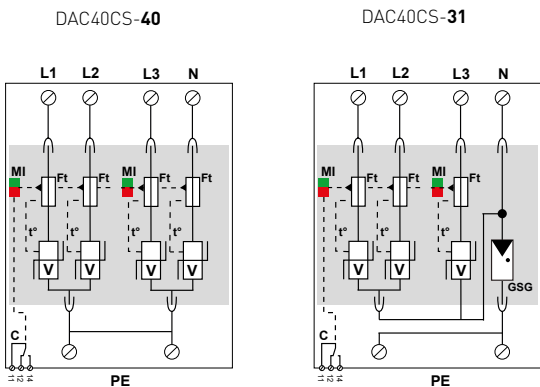 DAC40CS-40 DAC40CS-31
L1 L2 L3 N L1 L2 L3 N
MI Ft Ft MI Ft Ft MI Ft Ft MI Ft
t° t° t° t° t° t° t°
V V V V V V V
GSG
C C
11 12 14 11 12 14
PE PE